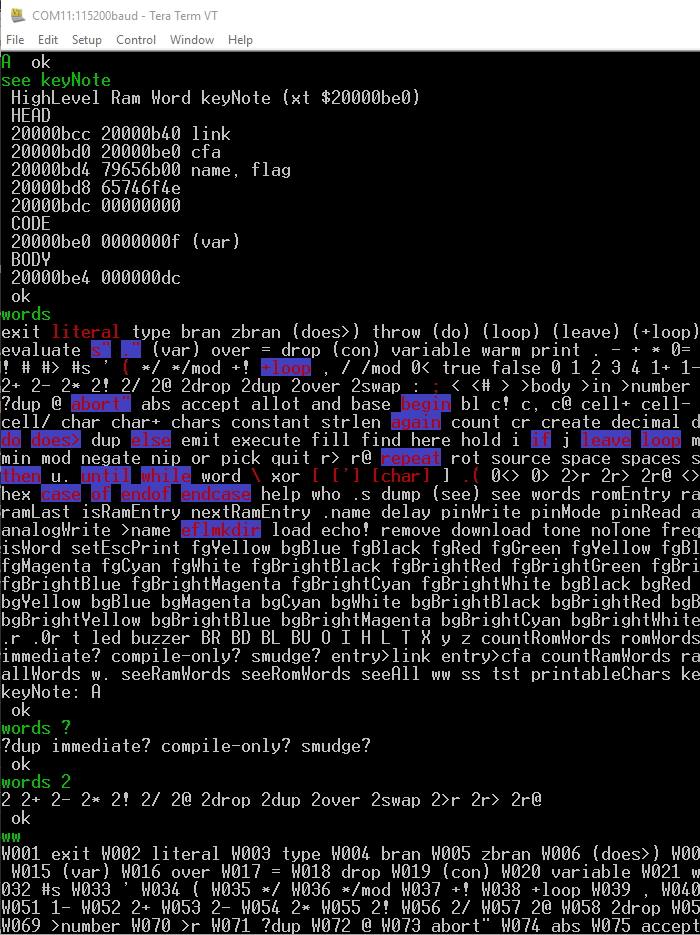 COM11:115200baud - Tera Term VT
File Edit Setup Control Window Help
A ok
see keyNote
HighLevel Ram Word keyNote (xt $20000be0)
HEAD
20000bcc 20000b40 link
20000bd0 20000be0 cfa
20000bd4 79656b00 name, flag
20000bd8 65746f4e
20000bdc 00000000
CODE
20000be0 0000000f (var)
BODY
20000be4 000000dc
ok
words
exit literal type bran zbran (does>) throw (do) (loop) (leave) (+loop)
evaluate s" ." (var) over = drop (con) variable warm print . - + * 0=
! # #> #s ' ( */ */mod +! +loop , / /mod 0< true false 0 1 2 3 4 1+ 1-
2+ 2- 2* 2! 2/ 2@ 2drop 2dup 2over 2swap : ; < <# > >body >in >number
?dup @ abort" abs accept allot and base begin bl c! c, c@ cell+ cell-
cell/ char char+ chars constant strlen again count cr create decimal d
do does> dup else emit execute fill find here hold i if j leave loop m
min mod negate nip or pick quit r> r@ repeat rot source space spaces s
then u. until while word \ xor [ ['] [char] ] .( 0<> 0> 2>r 2r> 2r@ <>
hex case of endof endcase help who .s dump (see) see words romEntry ra
ramLast isRamEntry nextRamEntry .name delay pinWrite pinMode pinRead a
analogWrite >name eflmkdir load echo! remove download tone noTone freq
isWord setEscPrint fgYellow bgBlue fgBlack fgRed fgGreen fgYellow fgBl
fgMagenta fgCyan fgWhite fgBrightBlack fgBrightRed fgBrightGreen fgBri
fgBrightBlue fgBrightMagenta fgBrightCyan fgBrightWhite bgBlack bgRed
bgYellow bgBlue bgMagenta bgCyan bgWhite bgBrightBlack bgBrightRed bgB
bgBrightYellow bgBrightBlue bgBrightMagenta bgBrightCyan bgBrightWhite
.r .0r t led buzzer BR BD BL BU O I H L T X y z countRomWords romWords
immediate? compile-only? smudge? entry>link entry>cfa countRamWords ra
allWords w. seeRamWords seeRomWords seeAll ww ss tst printableChars ke
keyNote: A
ok
words ?
?dup immediate? compile-only? smudge?
ok
words 2
2 2+ 2- 2* 2! 2/ 2@ 2drop 2dup 2over 2swap 2>r 2r> 2r@
ok
ww
W001 exit W002 literal W003 type W004 bran W005 zbran W006 (does>) W00
W015 (var) W016 over W017 = W018 drop W019 (con) W020 variable W021 w
032 #s W033 ' W034 ( W035 */ W036 */mod W037 +! W038 +loop W039 , W040
W051 1- W052 2+ W053 2- W054 2* W055 2! W056 2/ W057 2@ W058 2drop W05
W069 >number W070 >r W071 ?dup W072 @ W073 abort" W074 abs W075 accept